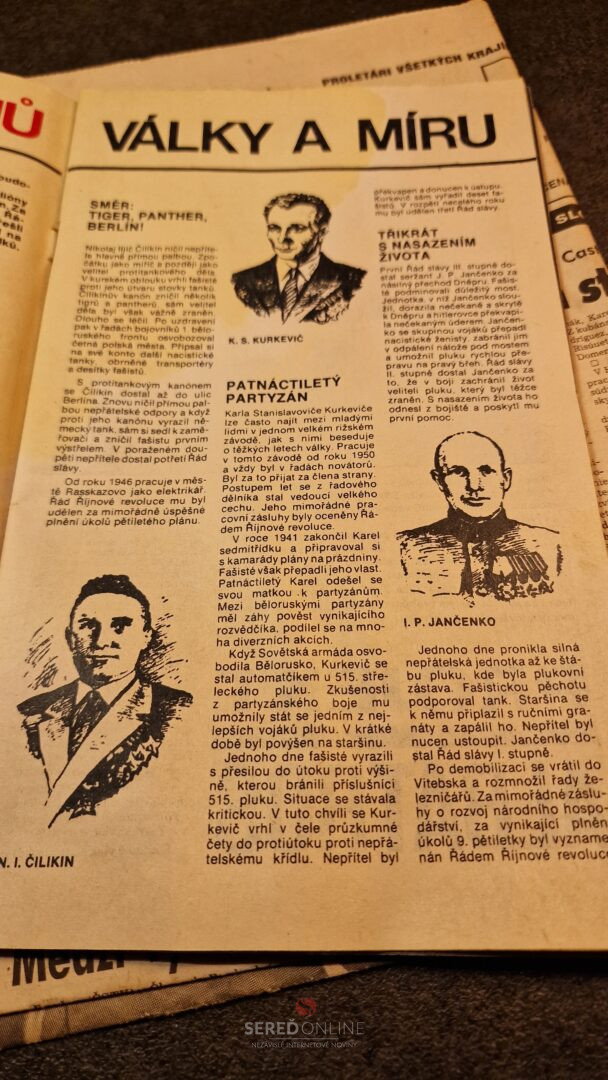 PROLETÁRI VŠETKÝCH KRAJÍ
Ů
VÁLKY A MÍRU
SMĚR:
TIGER, PANTHER,
BERLÍN!
Nikolaj Iljič Čilikin ničil nepříte-
le hlavně přímou palbou. Zpo-
čátku jako mířič a později jako
velitel protitankového děla.
V kurském oblouku vrhl fašisté
proti jeho útvaru stovky tanků.
Čilikinův kanón zničil několik
tigrů a pantherů, sám velitel
děla byl však vážně zraněn.
Dlouho se léčil. Po uzdravení
pak v řadách bojovníků 1. bělo-
ruského frontu osvobozoval
četná polská města. Připsal si
na své konto další nacistické
tanky, obrněné transportéry
a desítky fašistů.
S protitankovým kanónem
se Čilikin dostal až do ulic
Berlína. Znovu ničil přímou pal-
bou nepřátelské odpory a když
proti jeho kanónu vyrazil ně-
mecký tank, sám si sedl k zamě-
řovači a zničil fašistu prvním
výstřelem. V poraženém dou-
pěti nepřítele dostal potřetí Řád
slávy.
Od roku 1946 pracuje v měs-
tě Rasskazovo jako elektrikář.
Řád Říjnové revoluce mu byl
udělen za mimořádně úspěšné
plnění úkolů pětiletého plánu.
N. I. ČILIKIN
K. S. KURKEVIČ
PATNÁCTILETÝ
PARTYZÁN
Karla Stanislavoviče Kurkeviče
lze často najít mezi mladými
lidmi v jednom velkém rižském
závodě, jak s nimi beseduje
o těžkých letech války. Pracuje
v tomto závodě od roku 1950
a vždy byl v řadách novátorů.
Byl za to přijat za člena strany.
Postupem let se z řadového
dělníka stal vedoucí velkého
cechu. Jeho mimořádné pra-
covní zásluhy byly oceněny Řá-
dem Říjnové revoluce.
V roce 1941 zakončil Karel
sedmitřídku a připravoval si
s kamarády plány na prázdniny.
Fašisté však přepadli jeho vlast.
Patnáctiletý Karel odešel se
svou matkou k partyzánům.
Mezi běloruskými partyzány
měl záhy pověst vynikajícího
rozvědčíka, podílel se na mno-
ha diverzních akcích.
Když Sovětská armáda osvo-
bodila Bělorusko, Kurkevič se
stal automatčíkem u 515. stře-
leckého pluku. Zkušenosti
z partyzánského boje mu
umožnily stát se jedním z nej-
lepších vojáků pluku. V krátké
době byl povýšen na staršinu.
Jednoho dne fašisté vyrazili
s přesilou do útoku proti výši-
ně, kterou bránili příslušníci
515. pluku. Situace se stávala
kritickou. V tuto chvíli se Kur-
kevič vrhl v čele průzkumné
čety do protiútoku proti nepřá-
telskému křídlu. Nepřítel byl
překvapen a donucen k ústupu.
Kurkevič sám vyřadil deset fa-
šistů. V rozpětí necelého roku
mu byl udělen třetí Řád slávy.
TŘIKRÁT
S NASAZENÍM
ŽIVOTA
První Řád slávy III. stupně do-
stal seržant J. P. Jančenko za
násilný přechod Dněpru. Fašis-
té podminovali důležitý most.
Jednotka, v níž Jančenko slou-
žil, dorazila nečekaně brzy
k Dněpru a hitlerovce překvapi-
la nečekaným úderem. Jančen-
ko se skupinou vojáků přepadl
nacistické ženisty, zabránil jim
v odpálení nálože pod mostem
a umožnil pluku rychlou pře-
pravu na pravý břeh. Řád slávy
II. stupně dostal Jančenko za
to, že v boji zachránil život
veliteli pluku, který byl těžce
zraněn. S nasazením života ho
odnesl z bojiště a poskytl mu
první pomoc.
I. P. JANČENKO
Jednoho dne pronikla silná
nepřátelská jednotka až ke štá-
bu pluku, kde byla plukovní
zástava. Fašistickou pěchotu
podporoval tank. Staršina se
k němu připlazil s ručními gra-
náty a zapálil ho. Nepřítel byl
nucen ustoupit. Jančenko do-
stal Řád slávy I. stupně.
Po demobilizaci se vrátil do
Vitebska a rozmnožil řady že-
lezničářů. Za mimořádné záslu-
hy o rozvoj národního hospo-
dářství, za vynikající plnění
úkolů 9. pětiletky byl vyzname-
nán Řádem Říjnové revoluce
SEREĎONLINE
NEZÁVISLÉ INTERNETOVÉ NOVINY